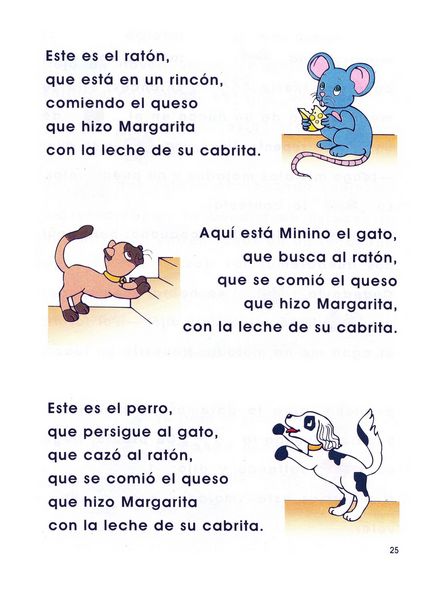 Este es el ratón,
que está en un rincón,
comiendo el queso
que hizo Margarita
con la leche de su cabrita.
Aquí está Minino el gato,
que busca al ratón,
que se comió el queso
que hizo Margarita,
con la leche de su cabrita.
Este es el perro,
que persigue al gato,
que cazó al ratón,
que se comió el queso
que hizo Margarita
con la leche de su cabrita.
25